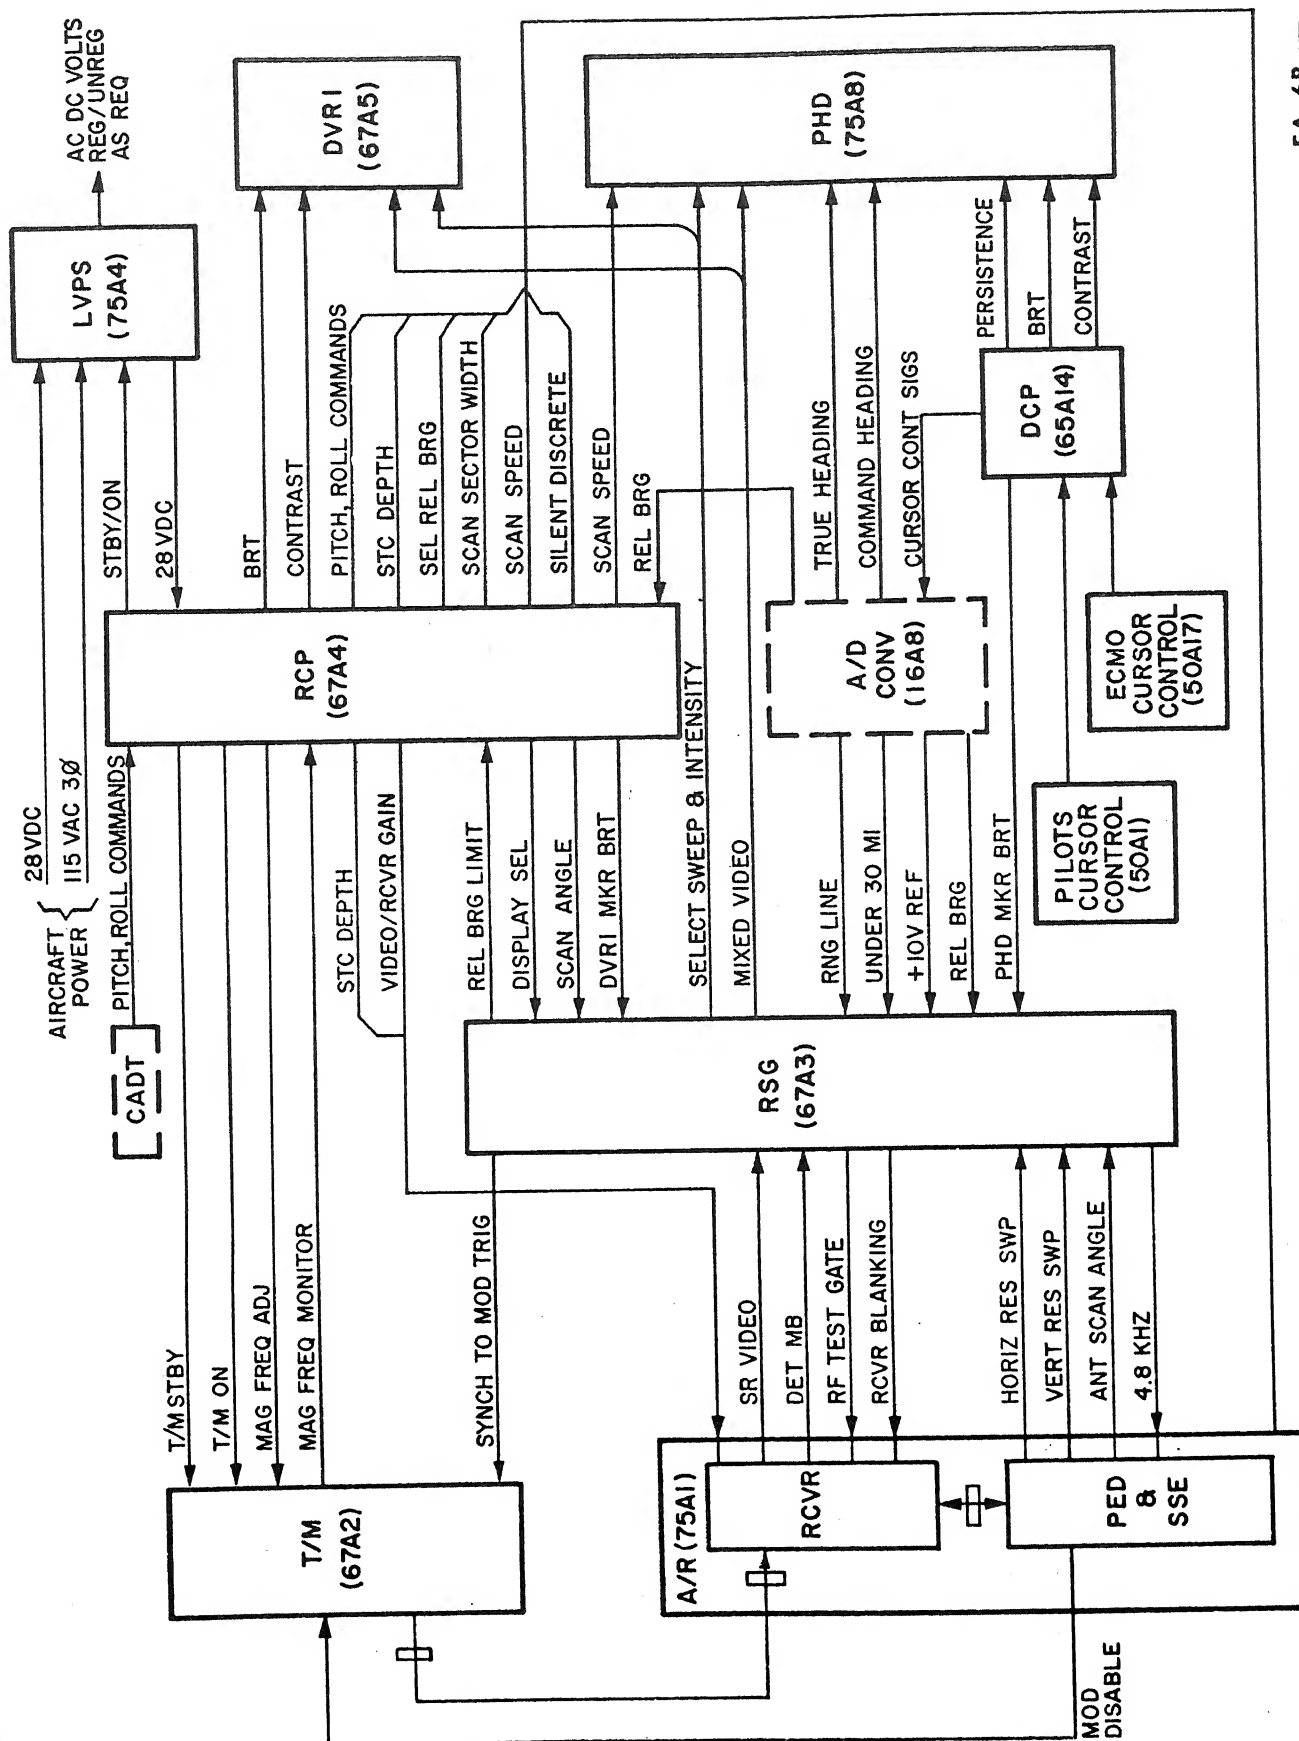 AC DC VOLTS
REG/UNREG
AS REQ
LVPS
(75A4)
DVRI
(67A5)
PHD
(75A8)
28VDC
115 VAC 3Ø
AIRCRAFT
POWER
PITCH, ROLL COMMANDS
CADT
STBY/ON
28 VDC
BRT
CONTRAST
PITCH, ROLL COMMANDS
STC DEPTH
SEL REL BRG
SCAN SECTOR WIDTH
SCAN SPEED
SILENT DISCRETE
SCAN SPEED
REL BRG
TRUE HEADING
COMMAND HEADING
CURSOR CONT SIGS
PERSISTENCE
BRT
CONTRAST
DCP
(65A14)
RCP
(67A4)
A/D
CONV
(16A8)
ECMO
CURSOR
CONTROL
(50A17)
PILOTS
CURSOR
CONTROL
(50A1)
STC DEPTH
VIDEO/RCVR GAIN
REL BRG LIMIT
DISPLAY SEL
SCAN ANGLE
DVRI MKR BRT
SELECT SWEEP & INTENSITY
MIXED VIDEO
RNG LINE
UNDER 30 MI
+10V REF
REL BRG
PHD MKR BRT
RSG
(67A3)
T/M STBY
T/M ON
MAG FREQ ADJ
MAG FREQ MONITOR
SYNCH TO MOD TRIG
SR VIDEO
DET MB
RF TEST GATE
RCVR BLANKING
HORIZ RES SWP
VERT RES SWP
ANT SCAN ANGLE
4.8 KHZ
T/M
(67A2)
A/R (75A1)
RCVR
PED
&
SSE
MOD
DISABLE